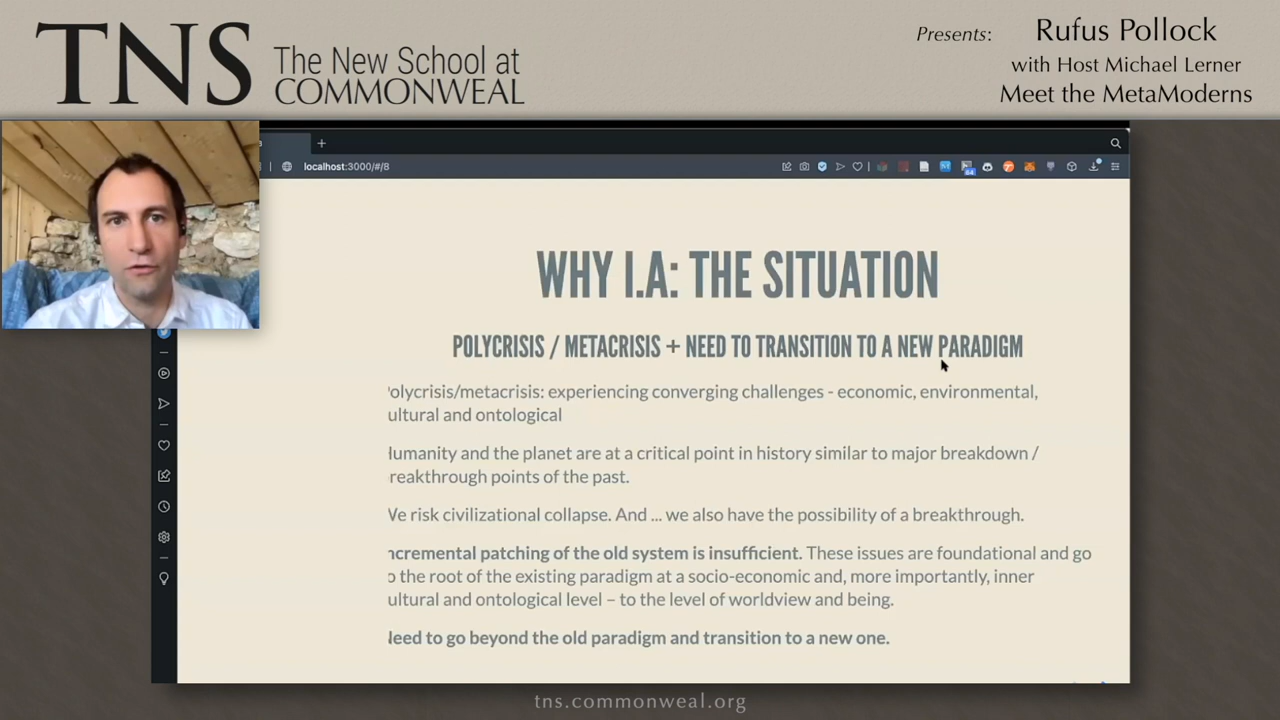 TNS
The New School at
COMMONWEAL
Presents: Rufus Pollock
with Host Michael Lerner
Meet the MetaModerns
localhost:3000/#/8
WHY I.A: THE SITUATION
POLYCRISIS / METACRISIS + NEED TO TRANSITION TO A NEW PARADIGM
olycrisis/metacrisis: experiencing converging challenges - economic, environmental,
ultural and ontological
umanity and the planet are at a critical point in history similar to major breakdown /
reakthrough points of the past.
Ve risk civilizational collapse. And ... we also have the possibility of a breakthrough.
ncremental patching of the old system is insufficient. These issues are foundational and go
o the root of the existing paradigm at a socio-economic and, more importantly, inner
ultural and ontological level – to the level of worldview and being.
eed to go beyond the old paradigm and transition to a new one.
tns.commonweal.org